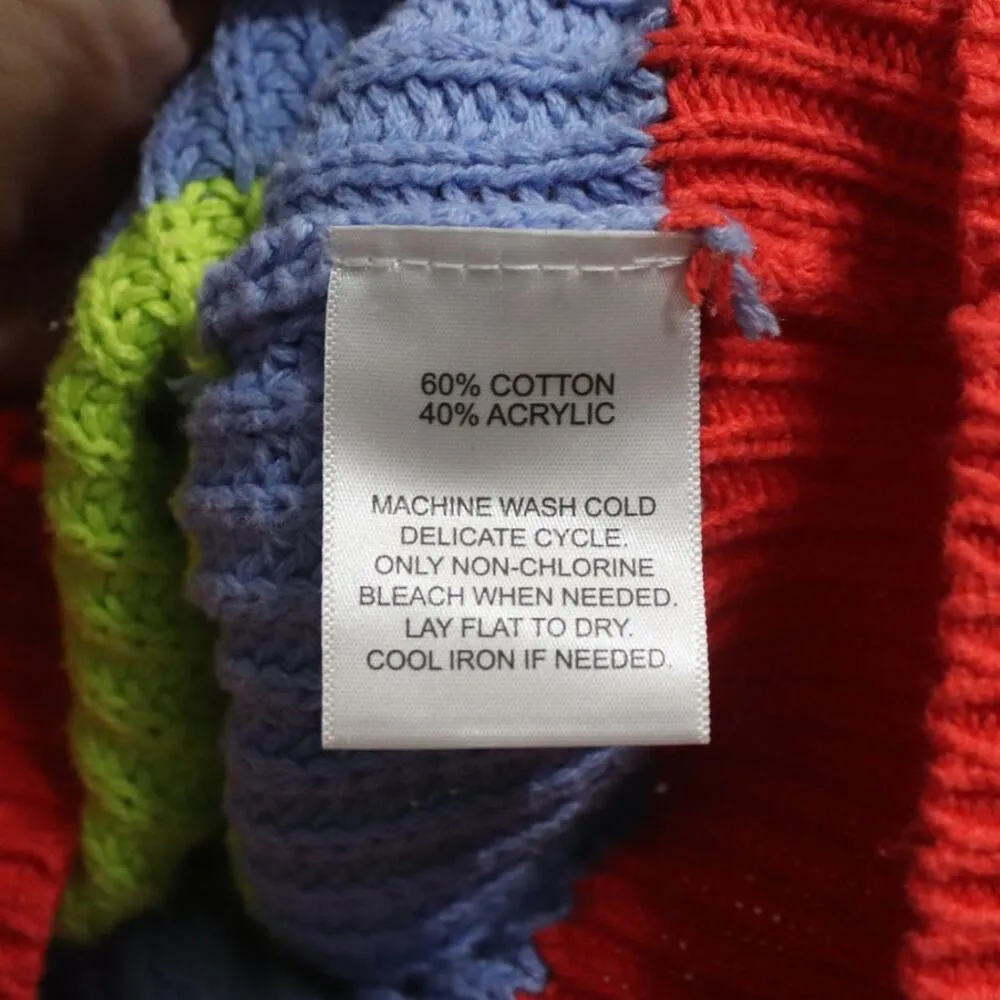 60% COTTON
40% ACRYLIC
MACHINE WASH COLD
DELICATE CYCLE.
ONLY NON-CHLORINE
BLEACH WHEN NEEDED.
LAY FLAT TO DRY.
COOL IRON IF NEEDED.